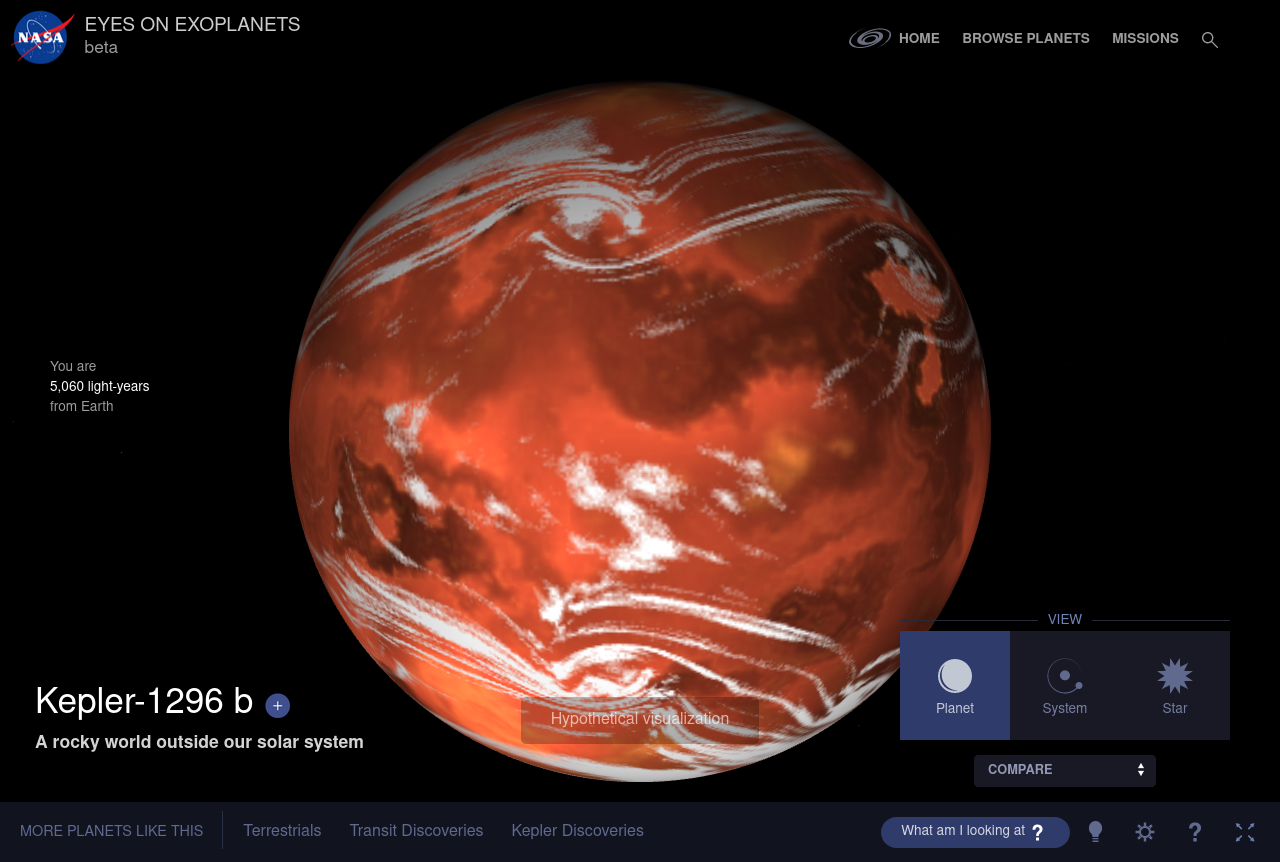 NASA
EYES ON EXOPLANETS
beta
HOME
BROWSE PLANETS
MISSIONS
You are
5,060 light-years
from Earth
Kepler-1296 b +
A rocky world outside our solar system
Hypothetical visualization
VIEW
Planet
System
Star
COMPARE
MORE PLANETS LIKE THIS
Terrestrials
Transit Discoveries
Kepler Discoveries
What am I looking at ?
?